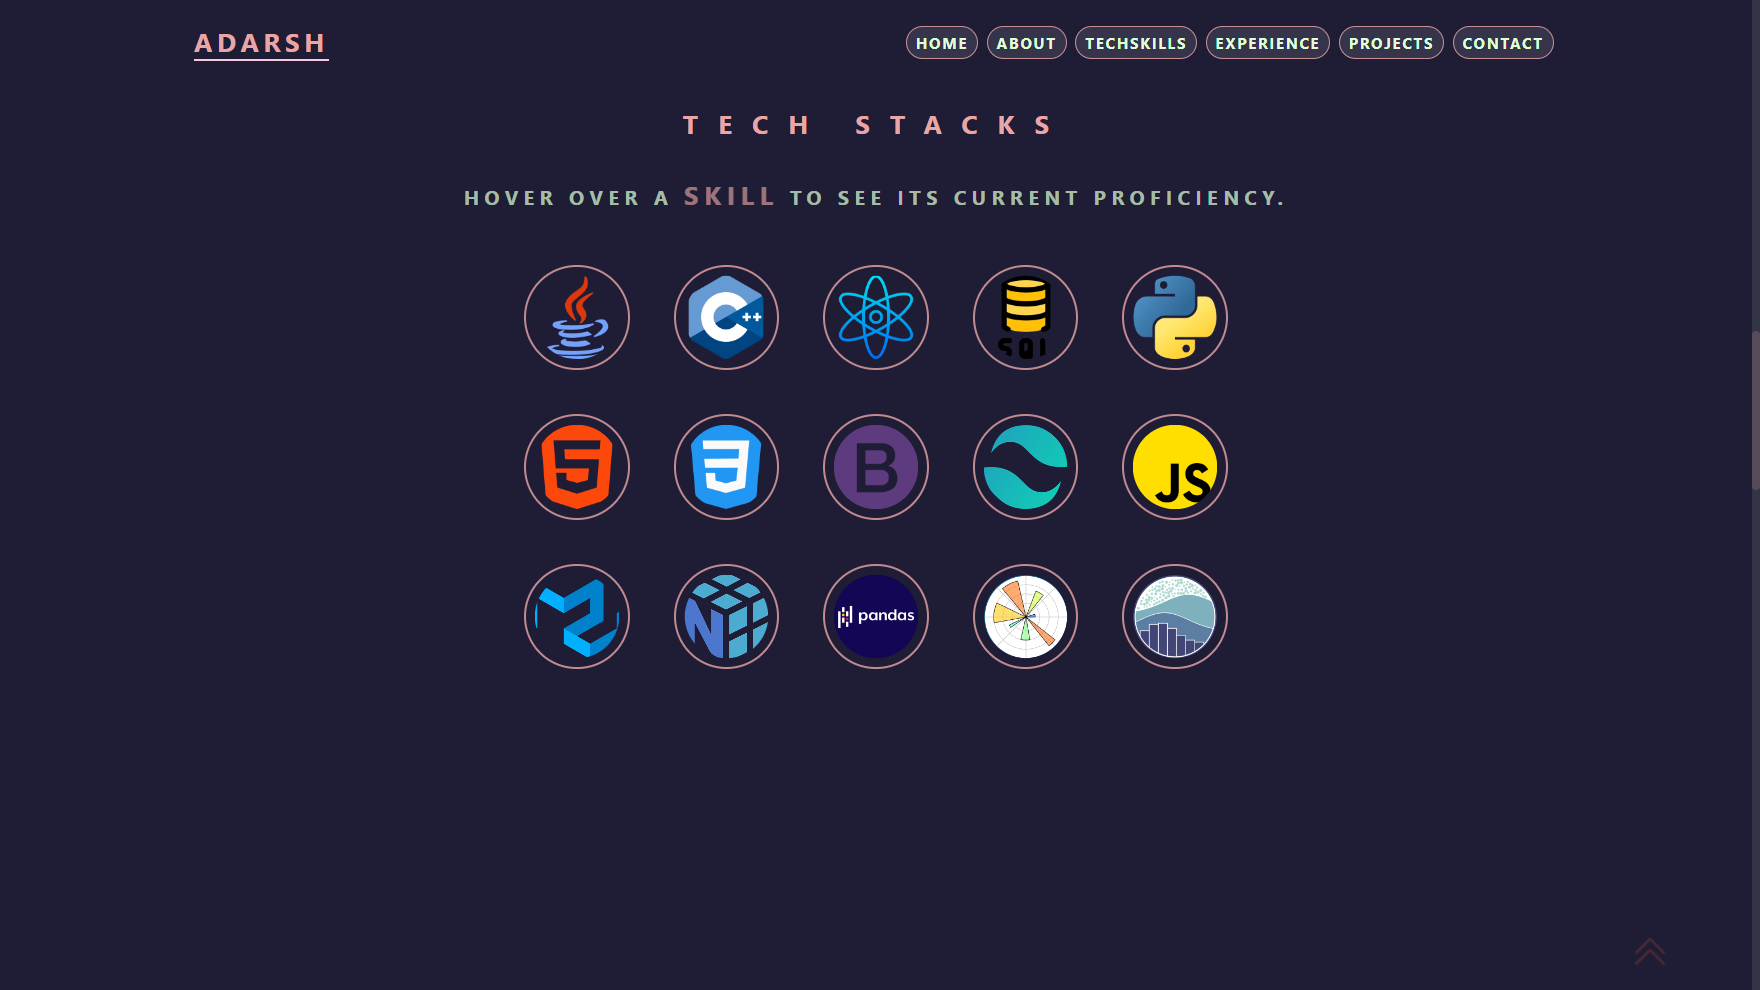 ADARSH
HOME ABOUT TECHSKILLS EXPERIENCE PROJECTS CONTACT
TECH STACKS
HOVER OVER A SKILL TO SEE ITS CURRENT PROFICIENCY.
C++
SQL
B
JS
N
pandas